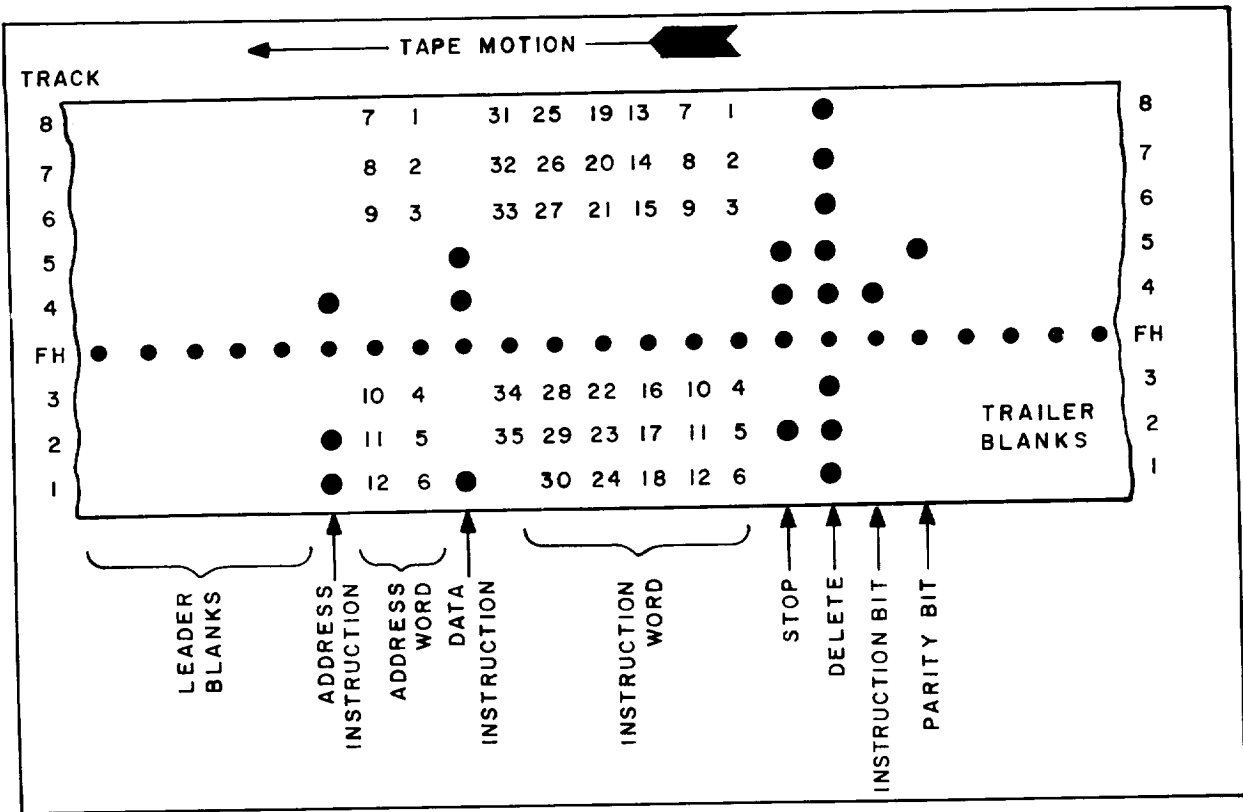 TAPE MOTION
TRACK
8 7 1 31 25 19 13 7 1 8
7 8 2 32 26 20 14 8 2 7
6 9 3 33 27 21 15 9 3 6
5 5
4 4
FH FH
3 10 4 34 28 22 16 10 4 3
2 11 5 35 29 23 17 11 5 TRAILER 2
BLANKS
1 12 6 30 24 18 12 6 1
LEADER
BLANKS
ADDRESS
INSTRUCTION
ADDRESS
WORD
DATA
INSTRUCTION
INSTRUCTION
WORD
STOP
DELETE
INSTRUCTION BIT
PARITY BIT